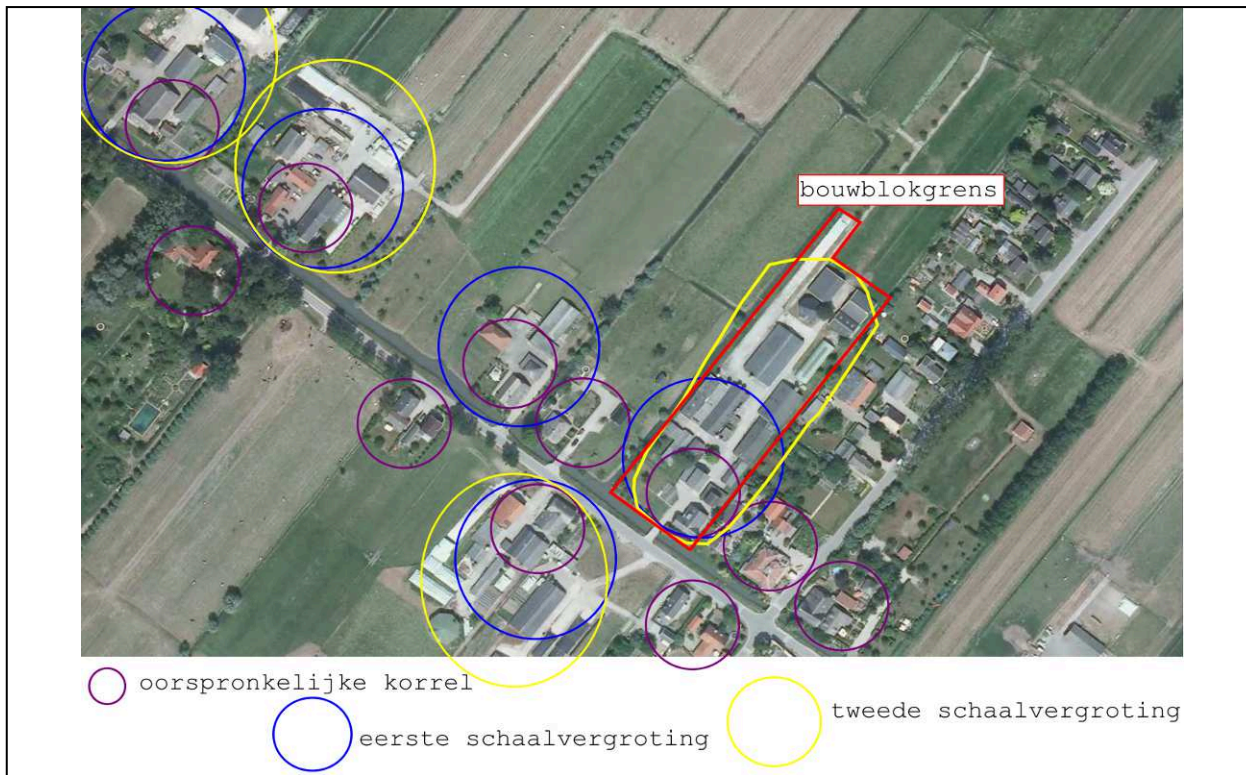 bouwblokgrens
oorspronkelijke korrel
eerste schaalvergroting
tweede schaalvergroting